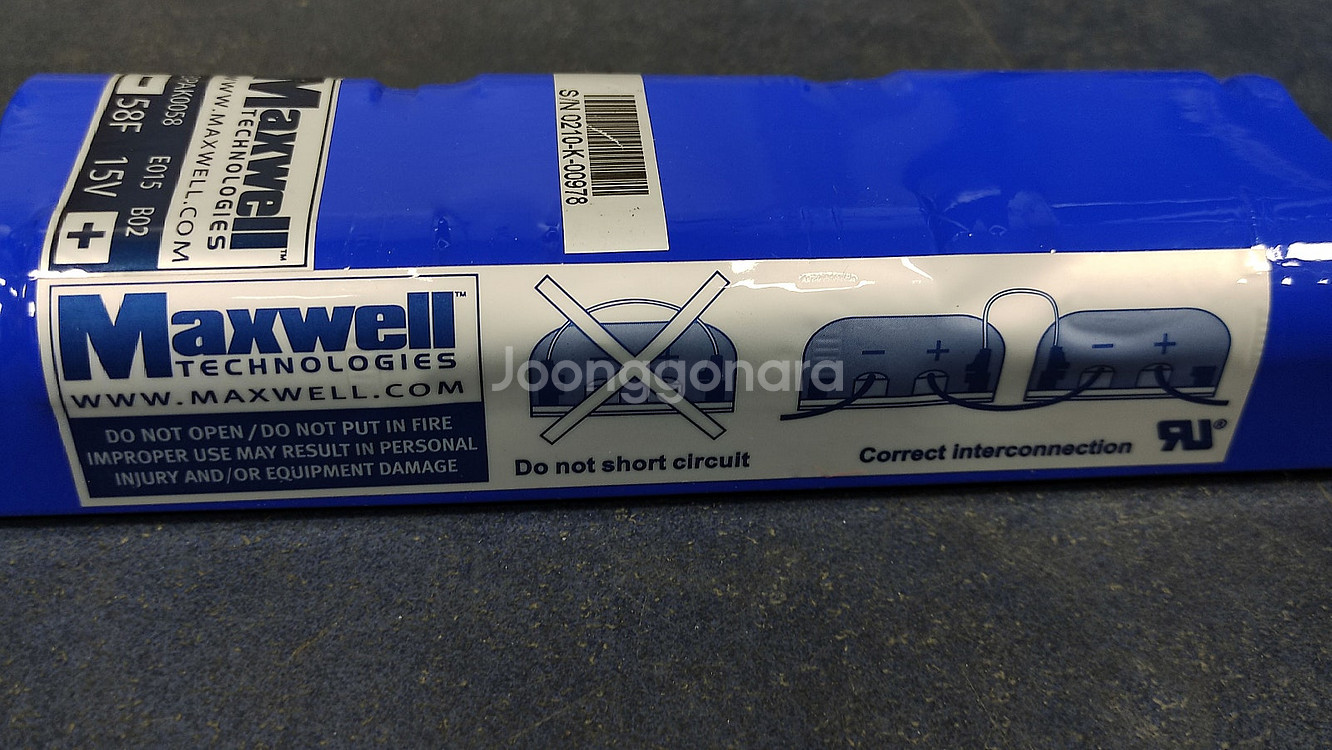 Maxwell™
TECHNOLOGIES
WWW.MAXWELL.COM
E015 B02
- 58F 15V +
S/N 0210-K-00978
Maxwell™
TECHNOLOGIES
WWW.MAXWELL.COM
DO NOT OPEN / DO NOT PUT IN FIRE
IMPROPER USE MAY RESULT IN PERSONAL
INJURY AND/OR EQUIPMENT DAMAGE
Do not short circuit
- + - +
Correct interconnection
Joonggonara